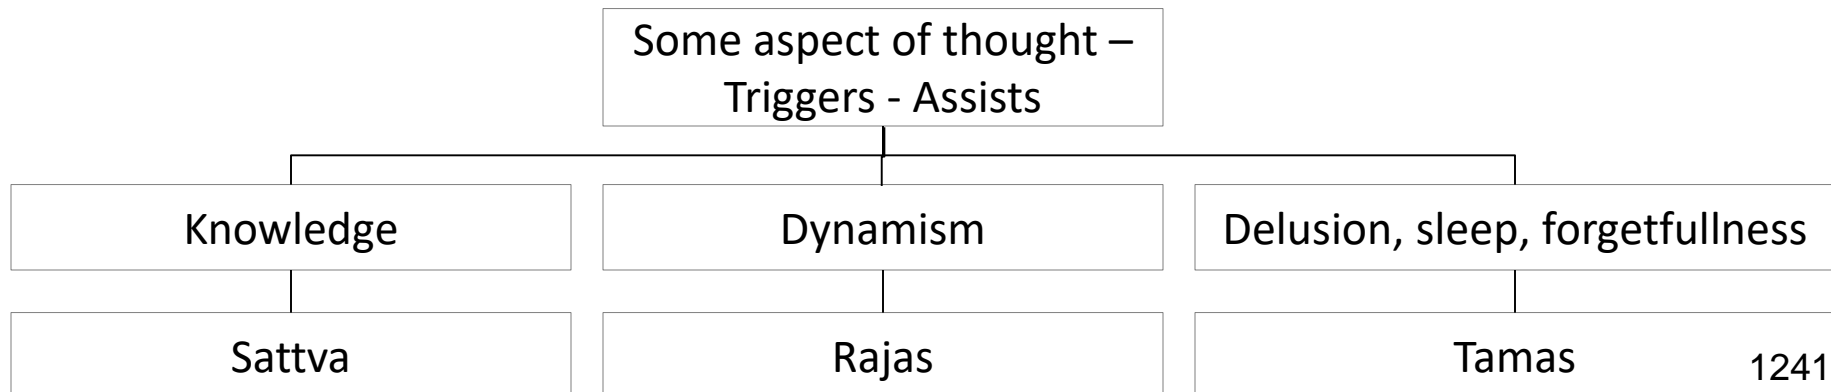 Some aspect of thought –
Triggers - Assists
Knowledge
Dynamism
Delusion, sleep, forgetfullness
Sattva
Rajas
Tamas
1241